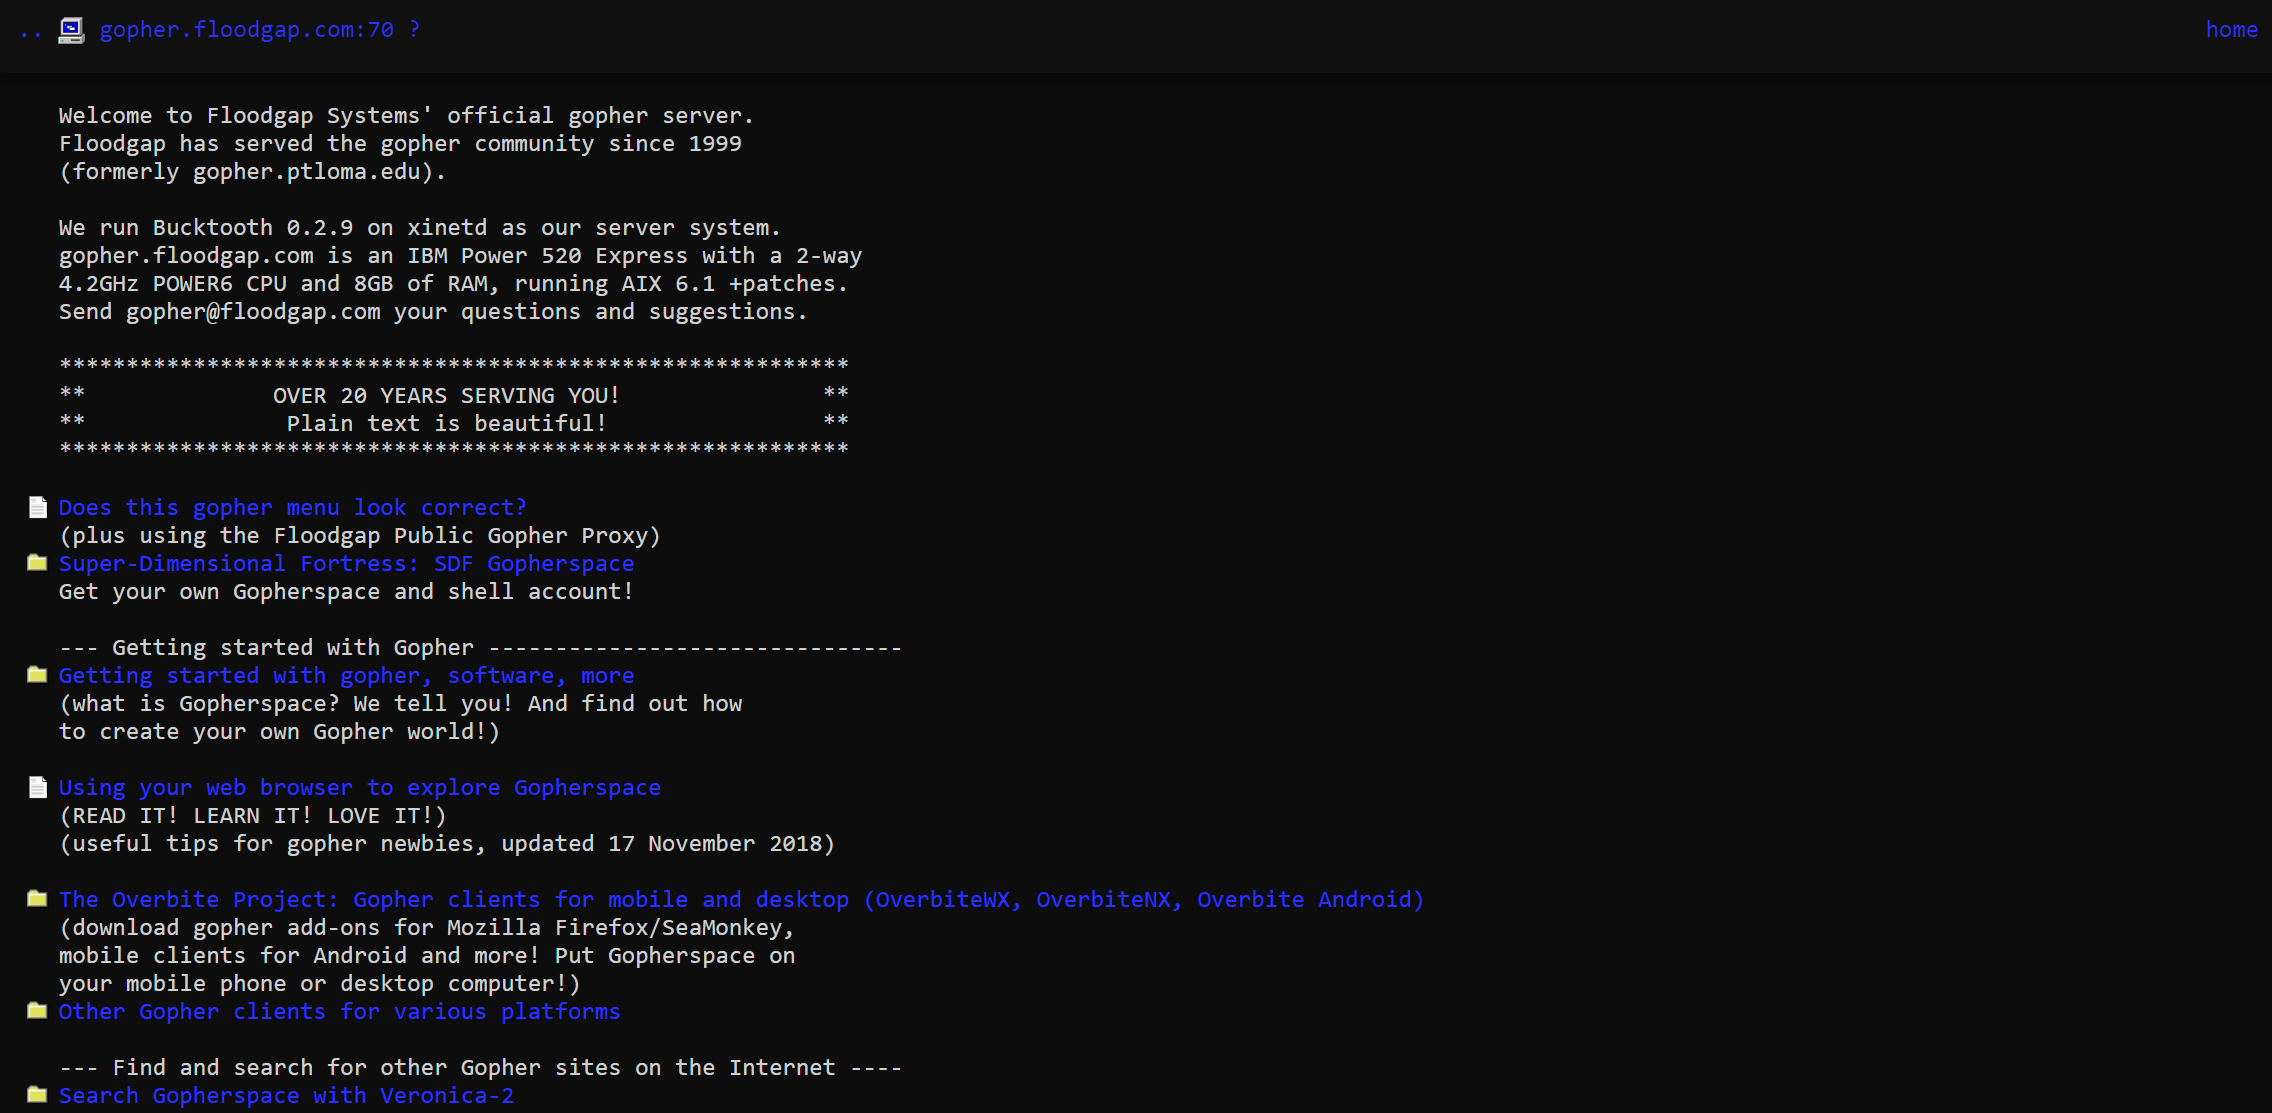 .. gopher.floodgap.com:70 ? home
Welcome to Floodgap Systems' official gopher server.
Floodgap has served the gopher community since 1999
(formerly gopher.ptloma.edu).
We run Bucktooth 0.2.9 on xinetd as our server system.
gopher.floodgap.com is an IBM Power 520 Express with a 2-way
4.2GHz POWER6 CPU and 8GB of RAM, running AIX 6.1 +patches.
Send gopher@floodgap.com your questions and suggestions.
***********************************************************
**              OVER 20 YEARS SERVING YOU!               **
**               Plain text is beautiful!                **
***********************************************************
Does this gopher menu look correct?
(plus using the Floodgap Public Gopher Proxy)
Super-Dimensional Fortress: SDF Gopherspace
Get your own Gopherspace and shell account!
--- Getting started with Gopher -------------------------------
Getting started with gopher, software, more
(what is Gopherspace? We tell you! And find out how
to create your own Gopher world!)
Using your web browser to explore Gopherspace
(READ IT! LEARN IT! LOVE IT!)
(useful tips for gopher newbies, updated 17 November 2018)
The Overbite Project: Gopher clients for mobile and desktop (OverbiteWX, OverbiteNX, Overbite Android)
(download gopher add-ons for Mozilla Firefox/SeaMonkey,
mobile clients for Android and more! Put Gopherspace on
your mobile phone or desktop computer!)
Other Gopher clients for various platforms
--- Find and search for other Gopher sites on the Internet ----
Search Gopherspace with Veronica-2